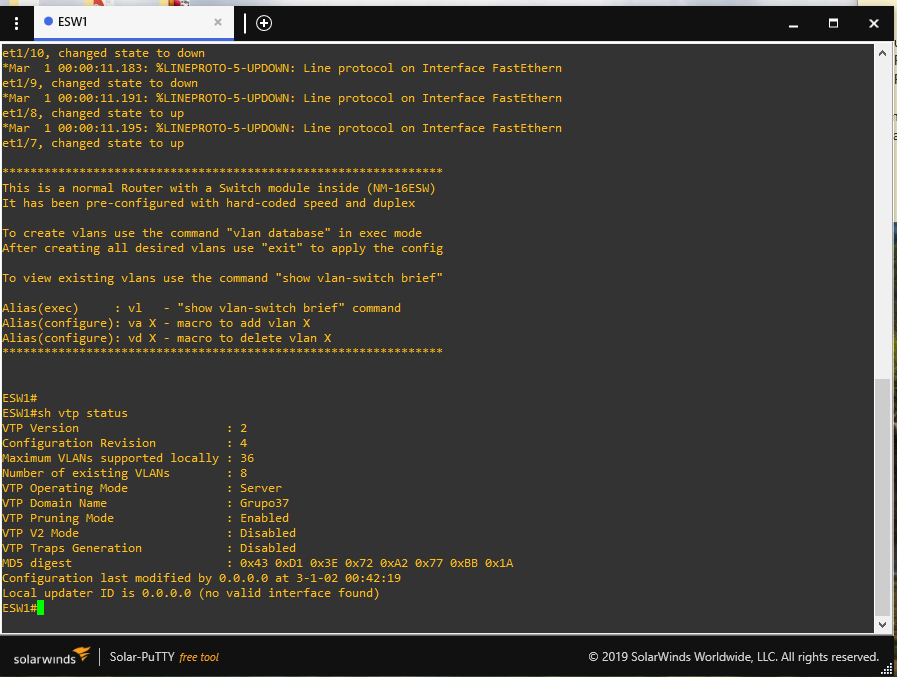 ESW1
et1/10, changed state to down
*Mar  1 00:00:11.183: %LINEPROTO-5-UPDOWN: Line protocol on Interface FastEthern
et1/9, changed state to down
*Mar  1 00:00:11.191: %LINEPROTO-5-UPDOWN: Line protocol on Interface FastEthern
et1/8, changed state to up
*Mar  1 00:00:11.195: %LINEPROTO-5-UPDOWN: Line protocol on Interface FastEthern
et1/7, changed state to up
***************************************************************
This is a normal Router with a Switch module inside (NM-16ESW)
It has been pre-configured with hard-coded speed and duplex
To create vlans use the command "vlan database" in exec mode
After creating all desired vlans use "exit" to apply the config
To view existing vlans use the command "show vlan-switch brief"
Alias(exec)     : vl   - "show vlan-switch brief" command
Alias(configure): va X - macro to add vlan X
Alias(configure): vd X - macro to delete vlan X
***************************************************************
ESW1#
ESW1#sh vtp status
VTP Version                     : 2
Configuration Revision          : 4
Maximum VLANs supported locally : 36
Number of existing VLANs        : 8
VTP Operating Mode              : Server
VTP Domain Name                 : Grupo37
VTP Pruning Mode                : Enabled
VTP V2 Mode                     : Disabled
VTP Traps Generation            : Disabled
MD5 digest                      : 0x43 0xD1 0x3E 0x72 0xA2 0x77 0xBB 0x1A
Configuration last modified by 0.0.0.0 at 3-1-02 00:42:19
Local updater ID is 0.0.0.0 (no valid interface found)
ESW1#
solarwinds | Solar-PuTTY free tool
© 2019 SolarWinds Worldwide, LLC. All rights reserved.